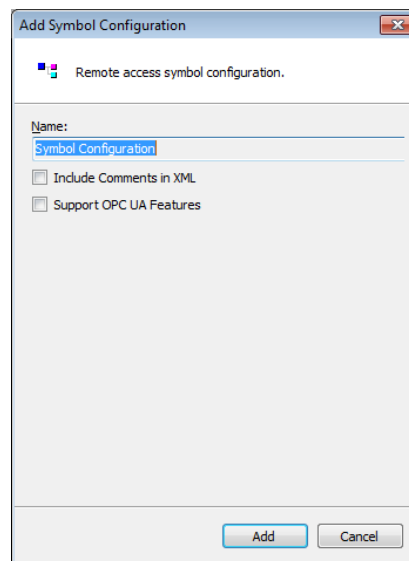 Add Symbol Configuration
Remote access symbol configuration.
Name:
Symbol Configuration
Include Comments in XML
Support OPC UA Features
Add Cancel